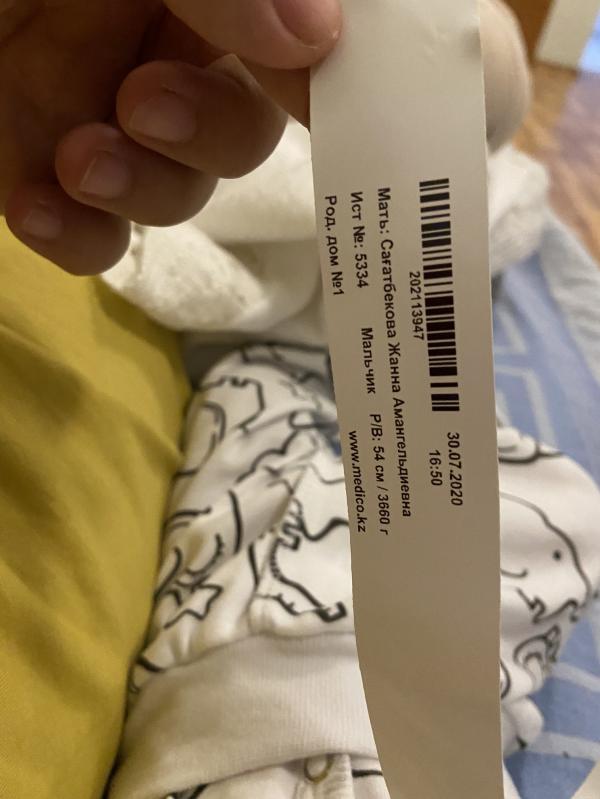 30.07.2020
16:50
202113947
Мать: Сағатбекова Жанна Амангельдиевна
Ист №: 5334 Мальчик Р/В: 54 см / 3660 г
Род. дом №1 www.medico.kz